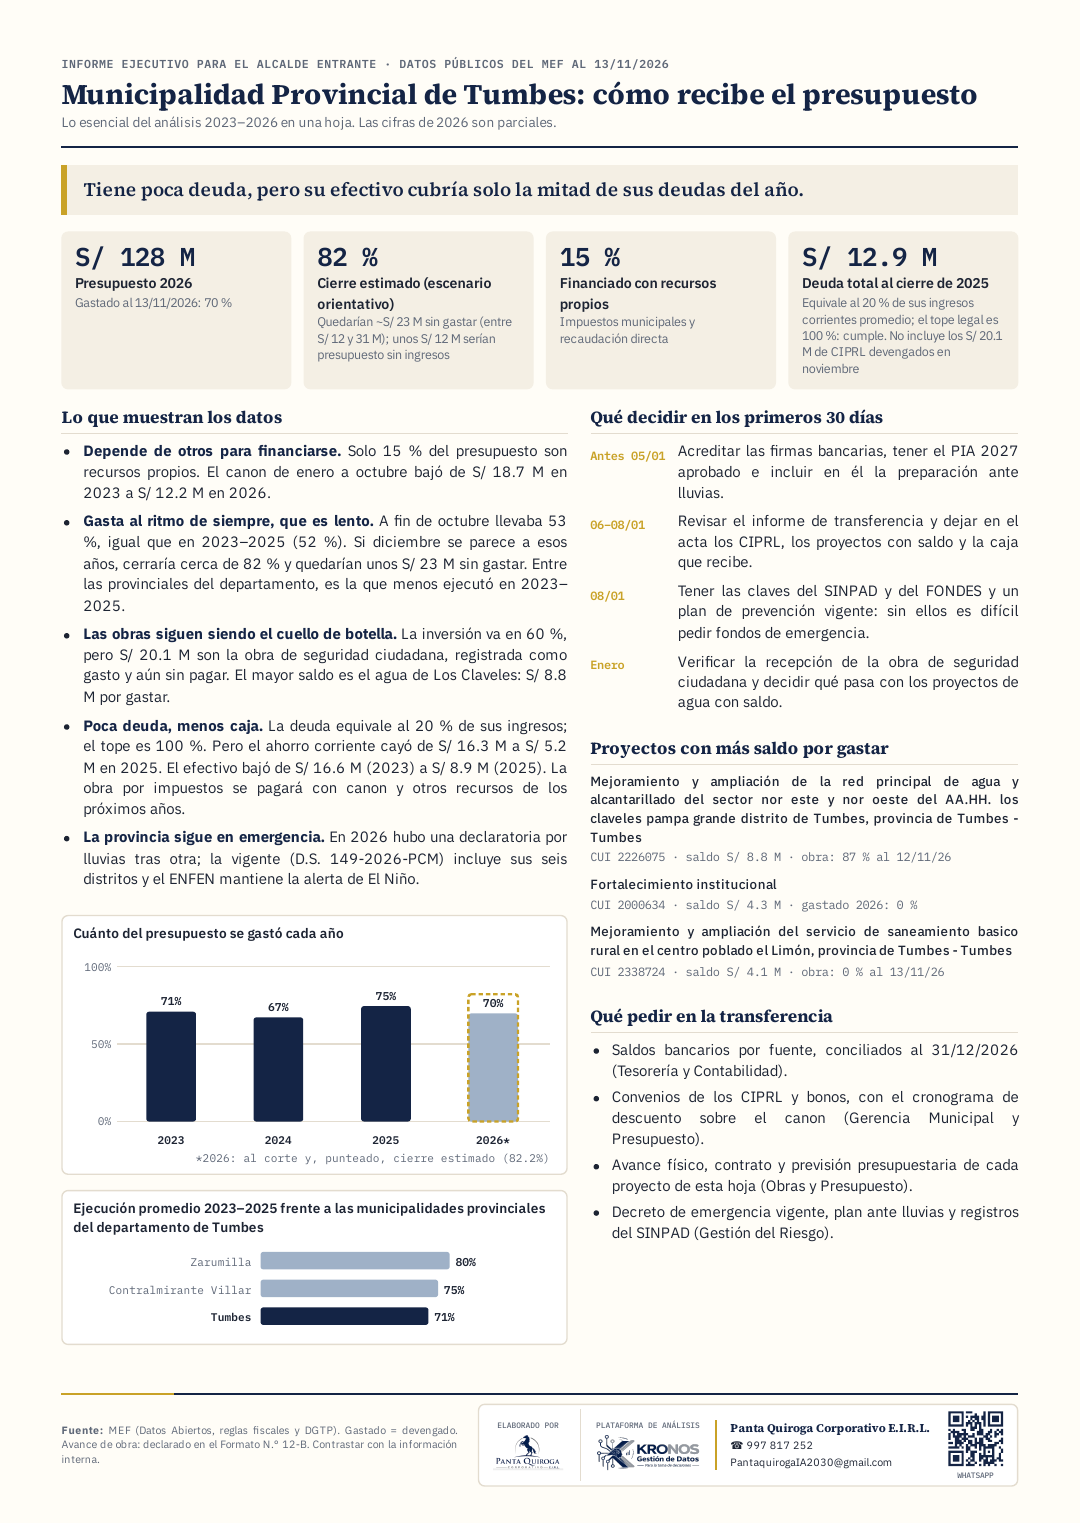 INFORME EJECUTIVO PARA EL ALCALDE ENTRANTE · DATOS PÚBLICOS DEL MEF AL 13/11/2026
Municipalidad Provincial de Tumbes: cómo recibe el presupuesto
Lo esencial del análisis 2023–2026 en una hoja. Las cifras de 2026 son parciales.
Tiene poca deuda, pero su efectivo cubría solo la mitad de sus deudas del año.
S/ 128 M
Presupuesto 2026
Gastado al 13/11/2026: 70 %
82 %
Cierre estimado (escenario
orientativo)
Quedarían ~S/ 23 M sin gastar (entre
S/ 12 y 31 M); unos S/ 12 M serían
presupuesto sin ingresos
15 %
Financiado con recursos
propios
Impuestos municipales y
recaudación directa
S/ 12.9 M
Deuda total al cierre de 2025
Equivale al 20 % de sus ingresos
corrientes promedio; el tope legal es
100 %: cumple. No incluye los S/ 20.1
M de CIPRL devengados en
noviembre
Lo que muestran los datos
• Depende de otros para financiarse. Solo 15 % del presupuesto son
recursos propios. El canon de enero a octubre bajó de S/ 18.7 M en
2023 a S/ 12.2 M en 2026.
• Gasta al ritmo de siempre, que es lento. A fin de octubre llevaba 53
%, igual que en 2023–2025 (52 %). Si diciembre se parece a esos
años, cerraría cerca de 82 % y quedarían unos S/ 23 M sin gastar. Entre
las provinciales del departamento, es la que menos ejecutó en 2023–
2025.
• Las obras siguen siendo el cuello de botella. La inversión va en 60 %,
pero S/ 20.1 M son la obra de seguridad ciudadana, registrada como
gasto y aún sin pagar. El mayor saldo es el agua de Los Claveles: S/ 8.8
M por gastar.
• Poca deuda, menos caja. La deuda equivale al 20 % de sus ingresos;
el tope es 100 %. Pero el ahorro corriente cayó de S/ 16.3 M a S/ 5.2
M en 2025. El efectivo bajó de S/ 16.6 M (2023) a S/ 8.9 M (2025). La
obra por impuestos se pagará con canon y otros recursos de los
próximos años.
• La provincia sigue en emergencia. En 2026 hubo una declaratoria por
lluvias tras otra; la vigente (D.S. 149-2026-PCM) incluye sus seis
distritos y el ENFEN mantiene la alerta de El Niño.
Cuánto del presupuesto se gastó cada año
100%
50%
0%
71%
67%
75%
70%
2023
2024
2025
2026*
*2026: al corte y, punteado, cierre estimado (82.2%)
Ejecución promedio 2023–2025 frente a las municipalidades provinciales
del departamento de Tumbes
Zarumilla 80%
Contralmirante Villar 75%
Tumbes 71%
Qué decidir en los primeros 30 días
Antes 05/01 Acreditar las firmas bancarias, tener el PIA 2027
aprobado e incluir en él la preparación ante
lluvias.
06–08/01 Revisar el informe de transferencia y dejar en el
acta los CIPRL, los proyectos con saldo y la caja
que recibe.
08/01 Tener las claves del SINPAD y del FONDES y un
plan de prevención vigente: sin ellos es difícil
pedir fondos de emergencia.
Enero Verificar la recepción de la obra de seguridad
ciudadana y decidir qué pasa con los proyectos de
agua con saldo.
Proyectos con más saldo por gastar
Mejoramiento y ampliación de la red principal de agua y
alcantarillado del sector nor este y nor oeste del AA.HH. los
claveles pampa grande distrito de Tumbes, provincia de Tumbes -
Tumbes
CUI 2226075 · saldo S/ 8.8 M · obra: 87 % al 12/11/26
Fortalecimiento institucional
CUI 2000634 · saldo S/ 4.3 M · gastado 2026: 0 %
Mejoramiento y ampliación del servicio de saneamiento basico
rural en el centro poblado el Limón, provincia de Tumbes - Tumbes
CUI 2338724 · saldo S/ 4.1 M · obra: 0 % al 13/11/26
Qué pedir en la transferencia
• Saldos bancarios por fuente, conciliados al 31/12/2026
(Tesorería y Contabilidad).
• Convenios de los CIPRL y bonos, con el cronograma de
descuento sobre el canon (Gerencia Municipal y
Presupuesto).
• Avance físico, contrato y previsión presupuestaria de cada
proyecto de esta hoja (Obras y Presupuesto).
• Decreto de emergencia vigente, plan ante lluvias y registros
del SINPAD (Gestión del Riesgo).
Fuente: MEF (Datos Abiertos, reglas fiscales y DGTP). Gastado = devengado.
Avance de obra: declarado en el Formato N.° 12-B. Contrastar con la información
interna.
ELABORADO POR
PANTA QUIROGA
PLATAFORMA DE ANÁLISIS
KRONOS
Gestión de Datos
Panta Quiroga Corporativo E.I.R.L.
☎ 997 817 252
PantaquirogaIA2030@gmail.com
WHATSAPP